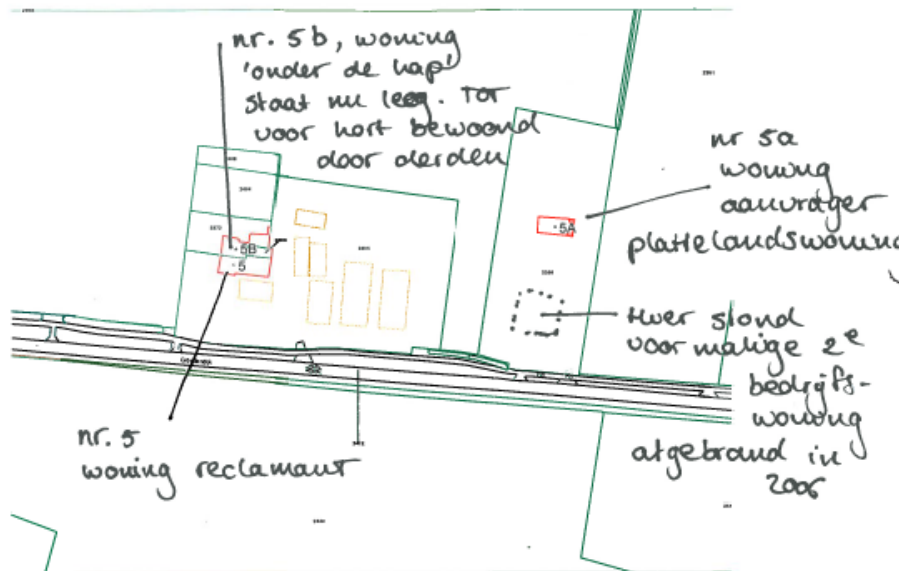 nr. 5b, woning
'onder de kap'
staat nu leeg. Tot
voor kort bewoond
door derden
nr 5a
woning
aanvrager
plattelandswoning
5A
5B
5
Hier stond
voormalige 2e
bedrijfs-
woning
afgebrand in
2006
nr. 5
woning reclamant